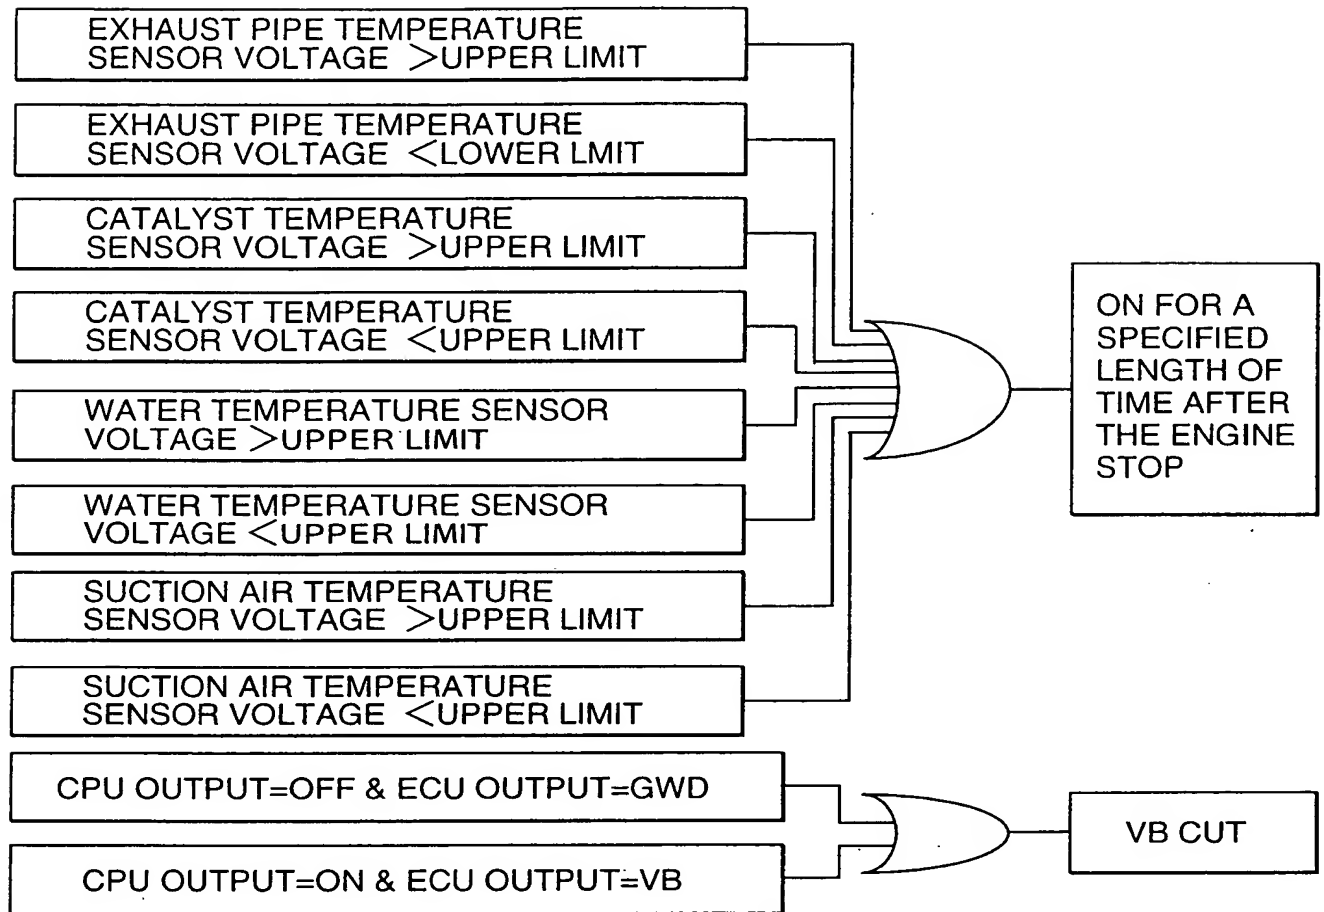 EXHAUST PIPE TEMPERATURE
SENSOR VOLTAGE >UPPER LIMIT
EXHAUST PIPE TEMPERATURE
SENSOR VOLTAGE <LOWER LMIT
CATALYST TEMPERATURE
SENSOR VOLTAGE >UPPER LIMIT
CATALYST TEMPERATURE
SENSOR VOLTAGE <UPPER LIMIT
WATER TEMPERATURE SENSOR
VOLTAGE >UPPER LIMIT
WATER TEMPERATURE SENSOR
VOLTAGE <UPPER LIMIT
SUCTION AIR TEMPERATURE
SENSOR VOLTAGE >UPPER LIMIT
SUCTION AIR TEMPERATURE
SENSOR VOLTAGE <UPPER LIMIT
ON FOR A
SPECIFIED
LENGTH OF
TIME AFTER
THE ENGINE
STOP
CPU OUTPUT=OFF & ECU OUTPUT=GWD
CPU OUTPUT=ON & ECU OUTPUT=VB
VB CUT